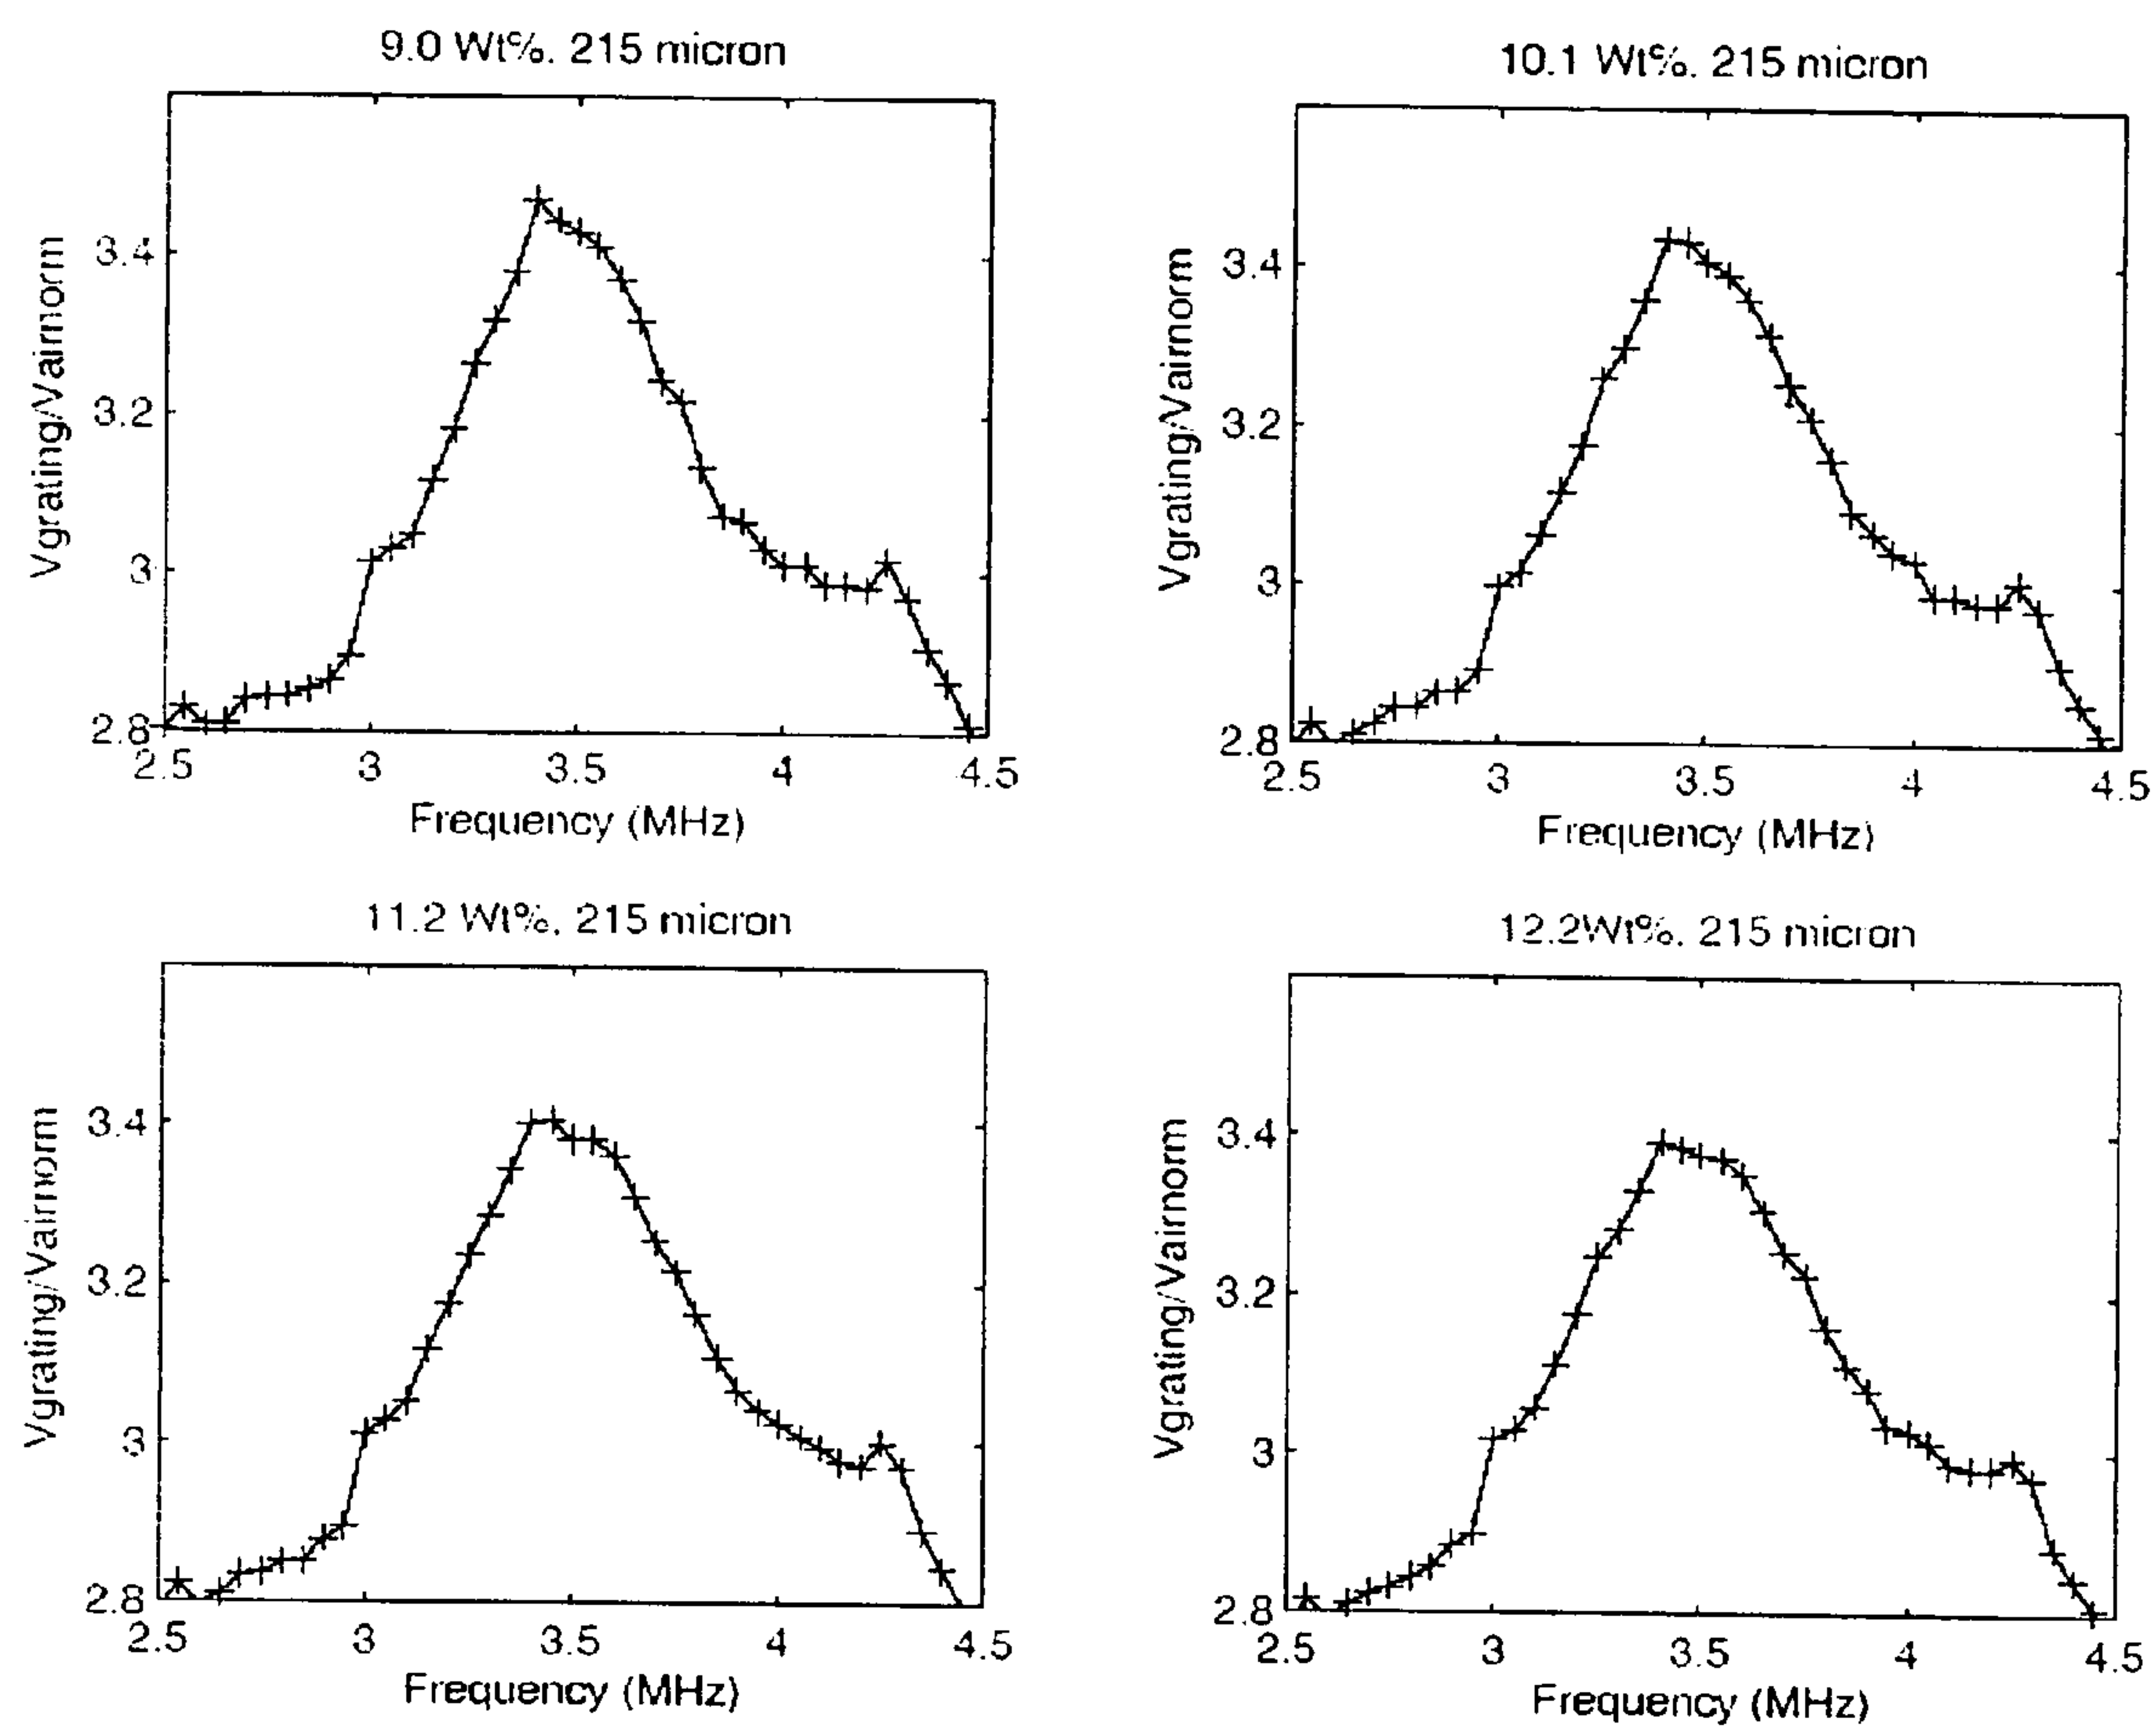 9.0 Wt%. 215 micron
Vgrating/Vairnorm
3.4
3.2
3
2.8
2.5 3 3.5 4 4.5
Frequency (MHz)
10.1 Wt%. 215 micron
Vgrating/Vairnorm
3.4
3.2
3
2.8
2.5 3 3.5 4 4.5
Frequency (MHz)
11.2 Wt%. 215 micron
Vgrating/Vairnorm
3.4
3.2
3
2.8
2.5 3 3.5 4 4.5
Frequency (MHz)
12.2Wt%. 215 micron
Vgrating/Vairnorm
3.4
3.2
3
2.8
2.5 3 3.5 4 4.5
Frequency (MHz)